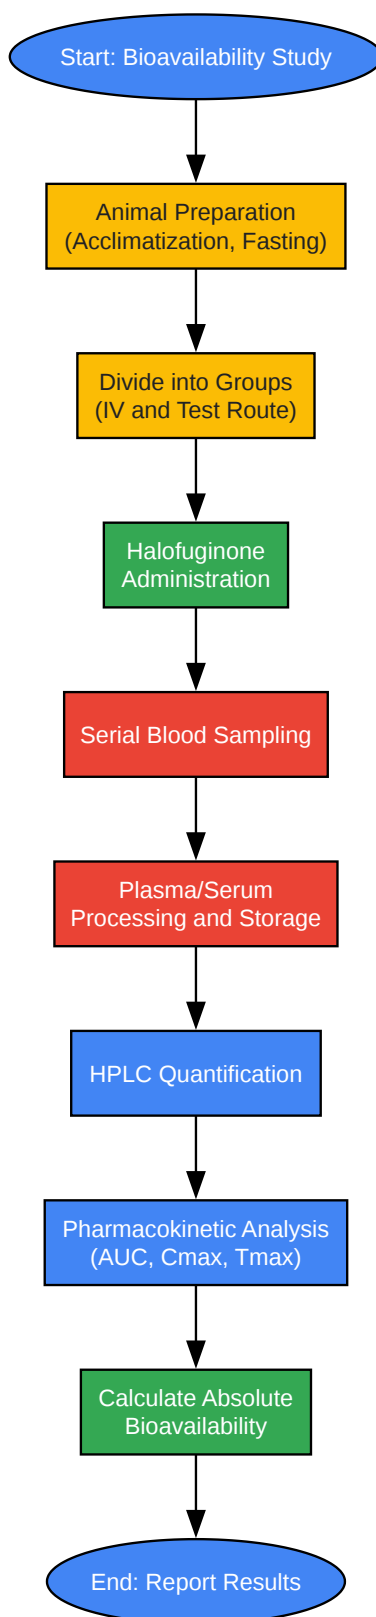 Start: Bioavailability Study
Animal Preparation
(Acclimatization, Fasting)
Divide into Groups
(IV and Test Route)
Halofuginone
Administration
Serial Blood Sampling
Plasma/Serum
Processing and Storage
HPLC Quantification
Pharmacokinetic Analysis
(AUC, Cmax, Tmax)
Calculate Absolute
Bioavailability
End: Report Results